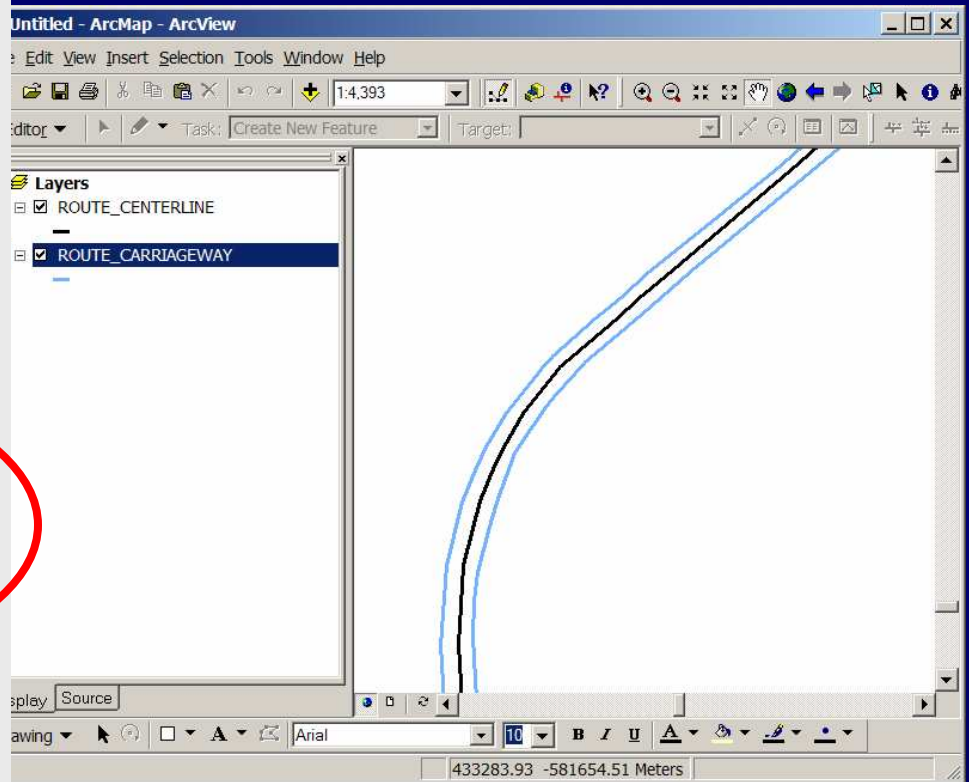 Untitled - ArcMap - ArcView
Edit View Insert Selection Tools Window Help
1:4,393
Editor Task: Create New Feature Target:
Layers
ROUTE_CENTERLINE
ROUTE_CARRIAGEWAY
splay Source
awing A Arial 10 B I U A
433283.93 -581654.51 Meters